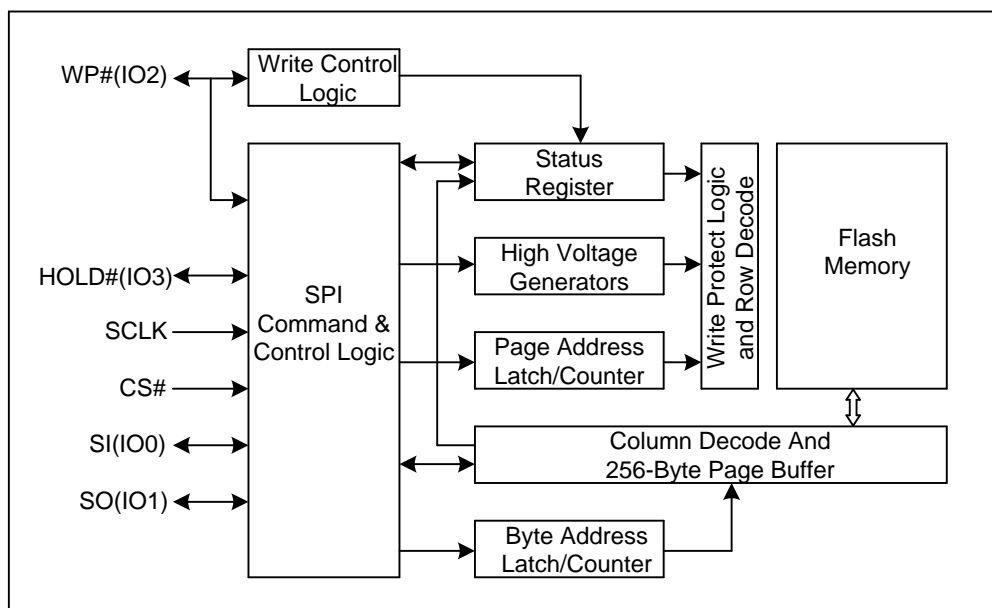 WP#(IO2)
Write Control
Logic
HOLD#(IO3)
SCLK
CS#
SI(IO0)
SO(IO1)
SPI
Command &
Control Logic
Status
Register
High Voltage
Generators
Page Address
Latch/Counter
Write Protect Logic
and Row Decode
Flash
Memory
Column Decode And
256-Byte Page Buffer
Byte Address
Latch/Counter